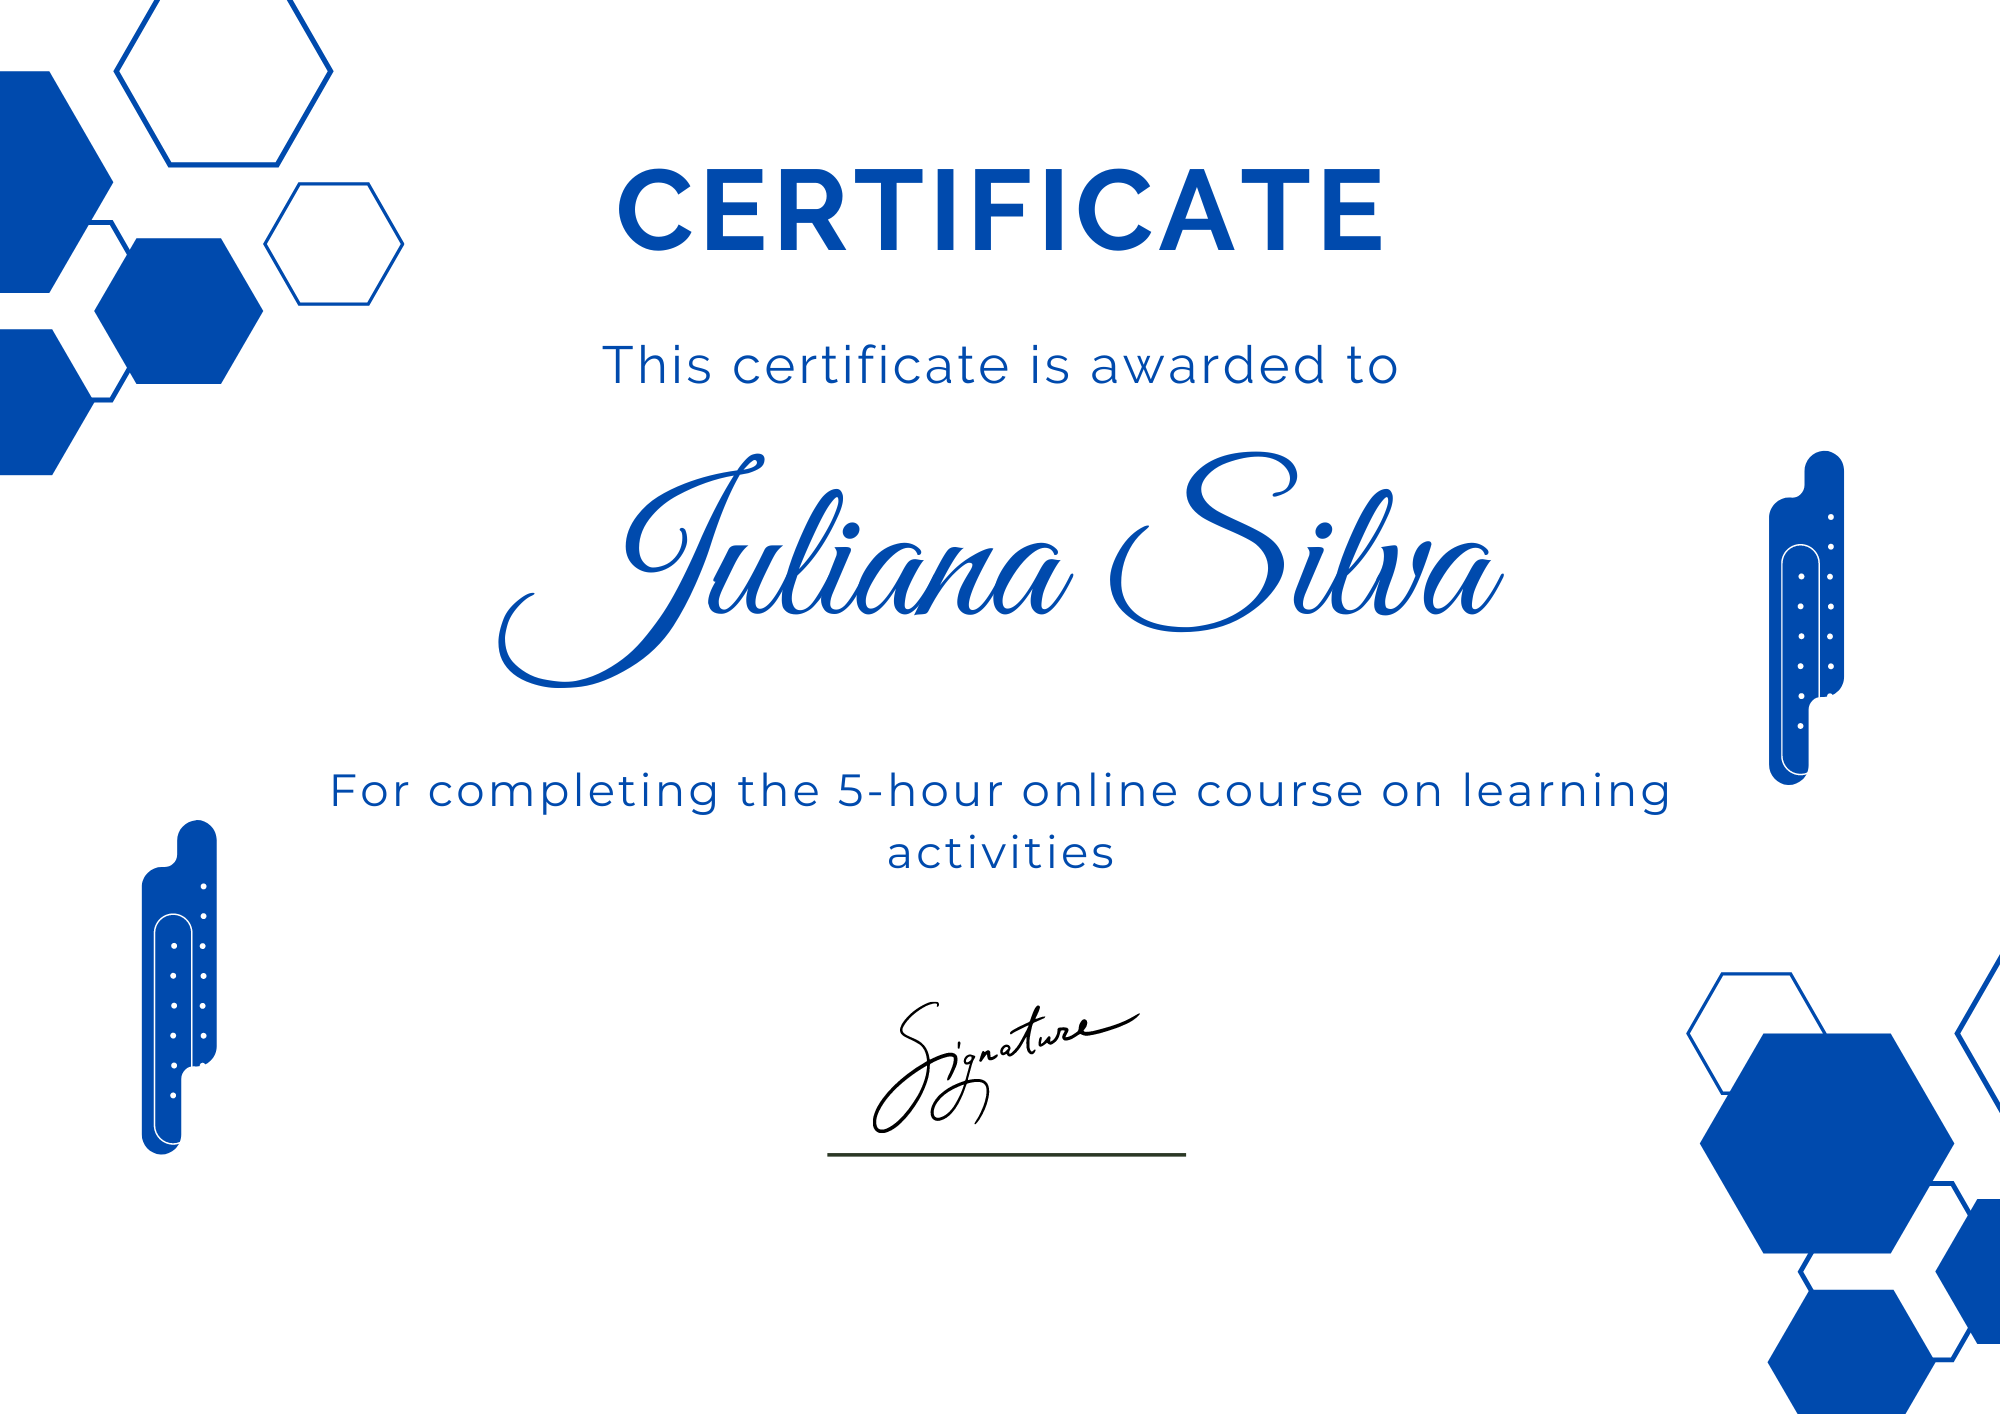 CERTIFICATE
This certificate is awarded to
Juliana Silva
For completing the 5-hour online course on learning
activities
Signature